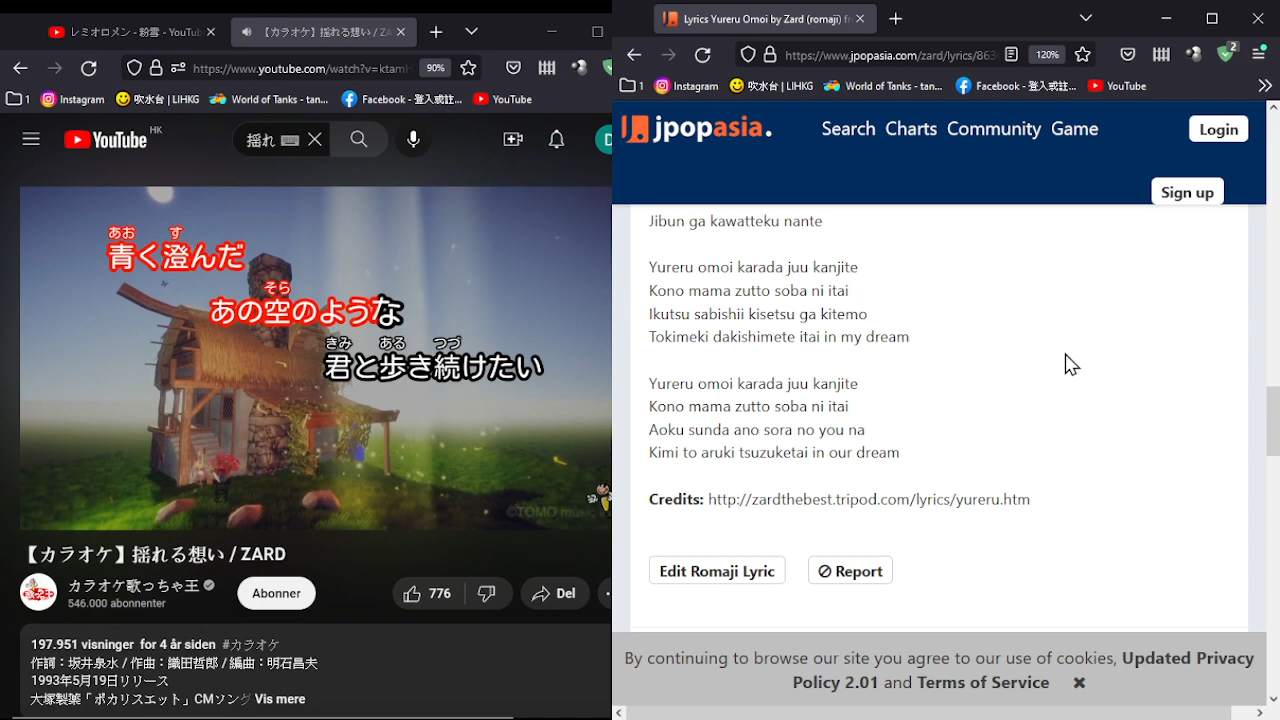 レミオロメン - 粉雪 - YouTub
【カラオケ】揺れる想い / ZA
https://www.youtube.com/watch?v=ktamH
90%
1
Instagram
吹水台 | LIHKG
World of Tanks - tan...
Facebook - 登入或註...
YouTube
YouTube HK
揺れ
あお す
青く澄んだ
そら
あの空のような
きみ ある つづ
君と歩き続けたい
©TOMO music
【カラオケ】揺れる想い / ZARD
カラオケ歌っちゃ王
546.000 abonnenter
Abonner
776
Del
197.951 visninger for 4 år siden #カラオケ
作詞：坂井泉水 / 作曲：織田哲郎 / 編曲：明石昌夫
1993年5月19日リリース
大塚製薬「ポカリスエット」CMソング Vis mere
Lyrics Yureru Omoi by Zard (romaji) fr
https://www.jpopasia.com/zard/lyrics/863
120%
2
1
Instagram
吹水台 | LIHKG
World of Tanks - tan...
Facebook - 登入或註...
YouTube
jpopasia.
Search Charts Community Game
Login
Sign up
Jibun ga kawatteku nante
Yureru omoi karada juu kanjite
Kono mama zutto soba ni itai
Ikutsu sabishii kisetsu ga kitemo
Tokimeki dakishimete itai in my dream
Yureru omoi karada juu kanjite
Kono mama zutto soba ni itai
Aoku sunda ano sora no you na
Kimi to aruki tsuzuketai in our dream
Credits: http://zardthebest.tripod.com/lyrics/yureru.htm
Edit Romaji Lyric
Report
By continuing to browse our site you agree to our use of cookies, Updated Privacy
Policy 2.01 and Terms of Service